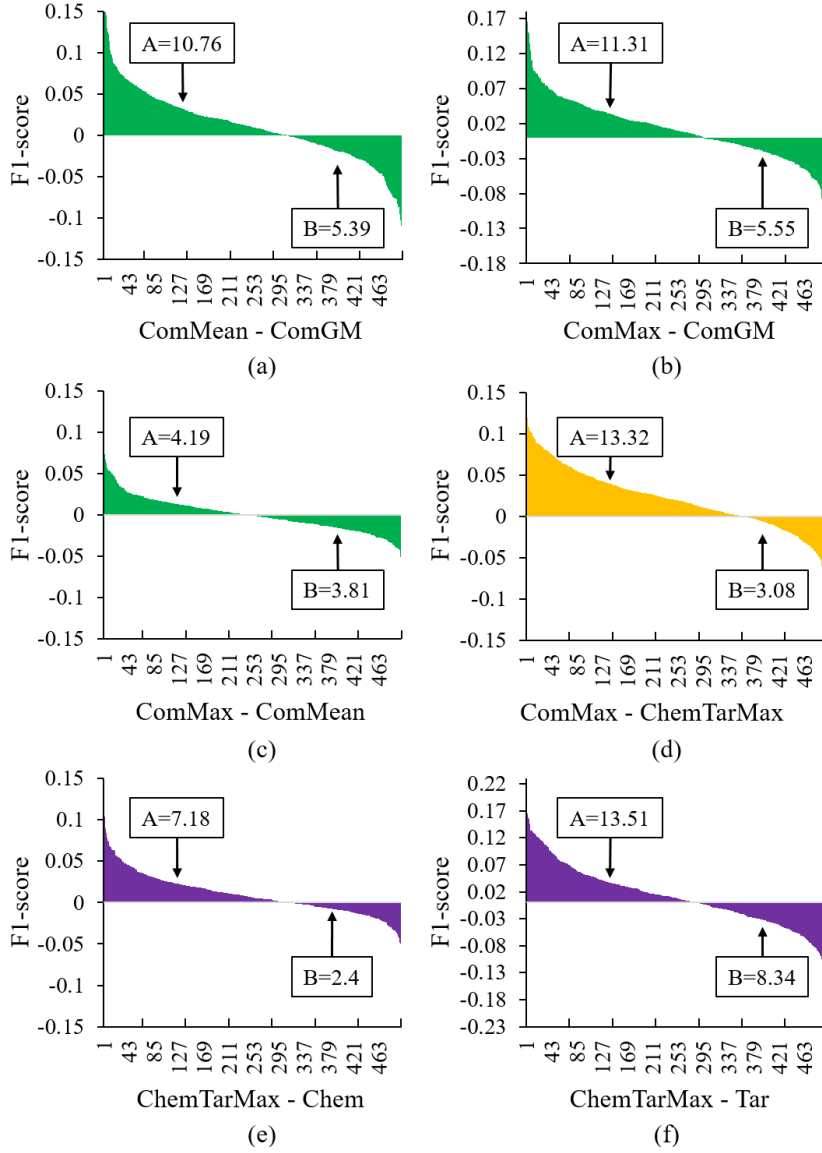 0.15
0.1
0.05
0
-0.05
-0.1
-0.15
F1-score
A=10.76
B=5.39
1 43 85 127 169 211 253 295 337 379 421 463
ComMean - ComGM
(a)
0.17
0.12
0.07
0.02
-0.03
-0.08
-0.13
-0.18
F1-score
A=11.31
B=5.55
1 43 85 127 169 211 253 295 337 379 421 463
ComMax - ComGM
(b)
0.15
0.1
0.05
0
-0.05
-0.1
-0.15
F1-score
A=4.19
B=3.81
1 43 85 127 169 211 253 295 337 379 421 463
ComMax - ComMean
(c)
0.15
0.1
0.05
0
-0.05
-0.1
-0.15
F1-score
A=13.32
B=3.08
1 43 85 127 169 211 253 295 337 379 421 463
ComMax - ChemTarMax
(d)
0.15
0.1
0.05
0
-0.05
-0.1
-0.15
F1-score
A=7.18
B=2.4
1 43 85 127 169 211 253 295 337 379 421 463
ChemTarMax - Chem
(e)
0.22
0.17
0.12
0.07
0.02
-0.03
-0.08
-0.13
-0.18
-0.23
F1-score
A=13.51
B=8.34
1 43 85 127 169 211 253 295 337 379 421 463
ChemTarMax - Tar
(f)